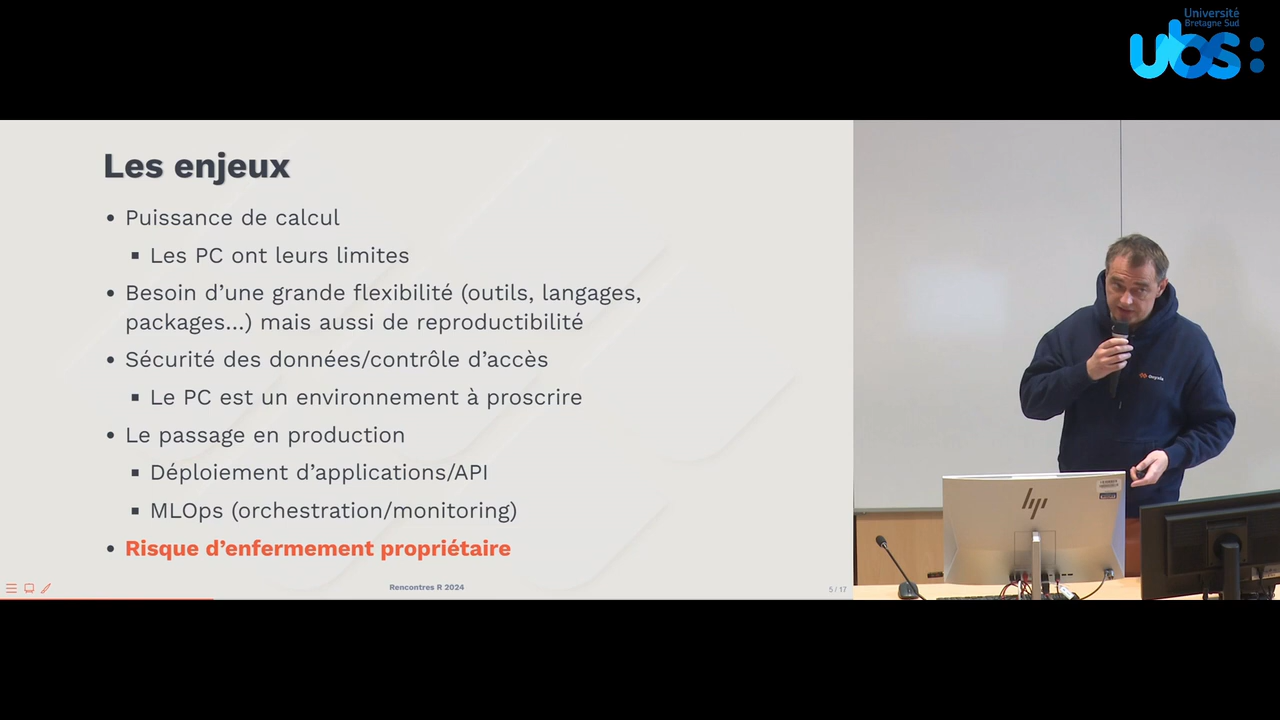 Université
Bretagne Sud
ubs:
Les enjeux
• Puissance de calcul
▪ Les PC ont leurs limites
• Besoin d’une grande flexibilité (outils, langages,
packages…) mais aussi de reproductibilité
• Sécurité des données/contrôle d’accès
▪ Le PC est un environnement à proscrire
• Le passage en production
▪ Déploiement d’applications/API
▪ MLOps (orchestration/monitoring)
• Risque d’enfermement propriétaire
Rencontres R 2024
5 / 17
Onyxia
hp